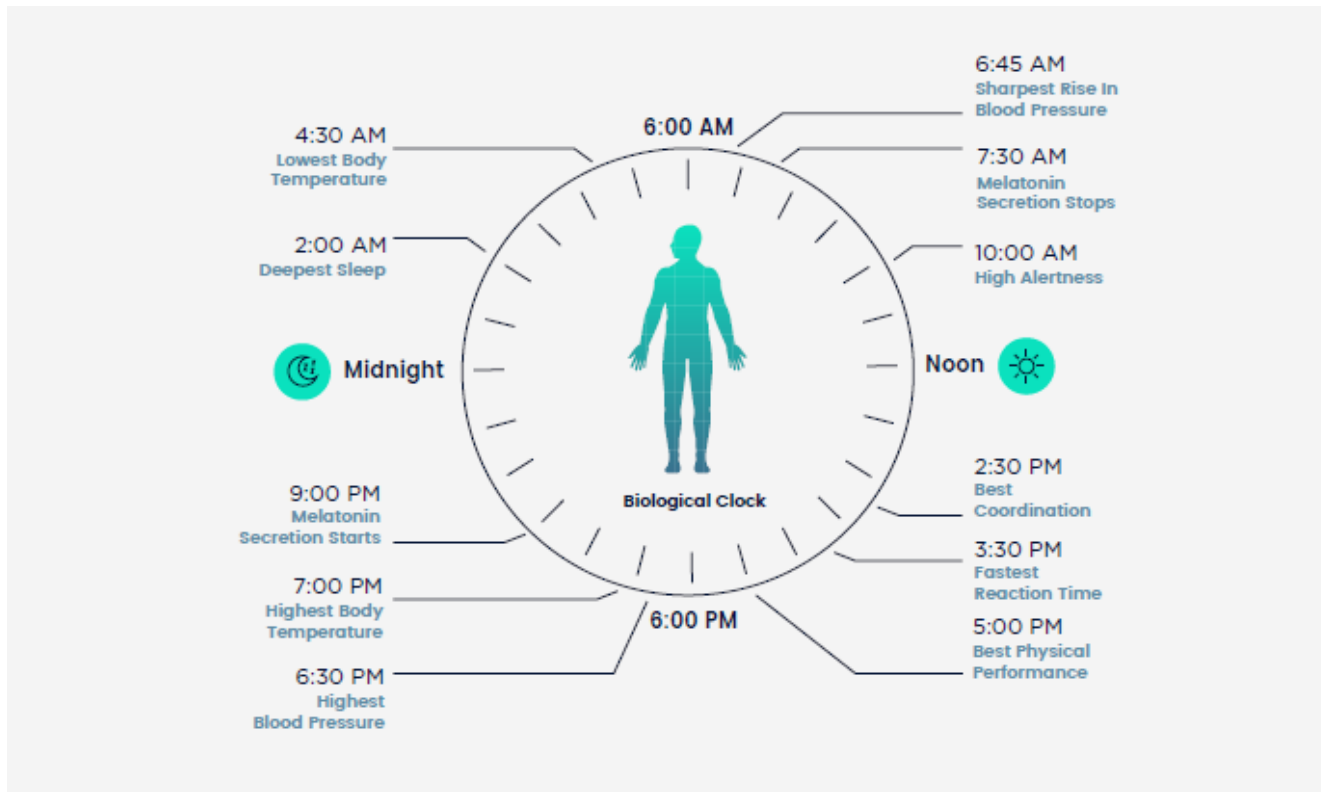 6:45 AM
Sharpest Rise In
Blood Pressure
6:00 AM
4:30 AM
Lowest Body
Temperature
7:30 AM
Melatonin
Secretion Stops
2:00 AM
Deepest Sleep
10:00 AM
High Alertness
Midnight
Noon
2:30 PM
Best
Coordination
9:00 PM
Melatonin
Secretion Starts
Biological Clock
3:30 PM
Fastest
Reaction Time
7:00 PM
Highest Body
Temperature
6:00 PM
5:00 PM
Best Physical
Performance
6:30 PM
Highest
Blood Pressure